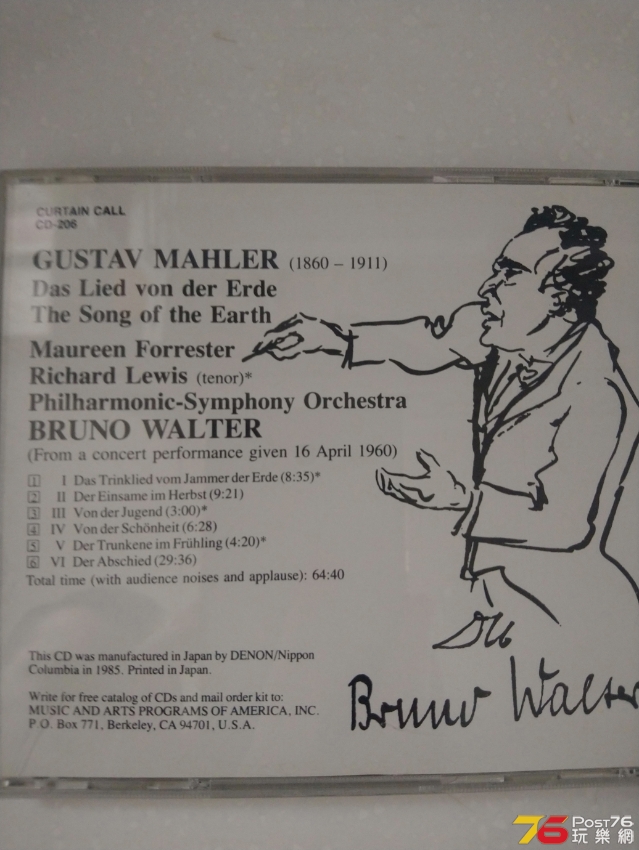 CURTAIN CALL
CD-206
GUSTAV MAHLER (1860 – 1911)
Das Lied von der Erde
The Song of the Earth
Maureen Forrester
Richard Lewis (tenor)*
Philharmonic-Symphony Orchestra
BRUNO WALTER
(From a concert performance given 16 April 1960)
1 I Das Trinklied vom Jammer der Erde (8:35)*
2 II Der Einsame im Herbst (9:21)
3 III Von der Jugend (3:00)*
4 IV Von der Schönheit (6:28)
5 V Der Trunkene im Frühling (4:20)*
6 VI Der Abschied (29:36)
Total time (with audience noises and applause): 64:40
This CD was manufactured in Japan by DENON/Nippon
Columbia in 1985. Printed in Japan.
Write for free catalog of CDs and mail order kit to:
MUSIC AND ARTS PROGRAMS OF AMERICA, INC.
P.O. Box 771, Berkeley, CA 94701, U.S.A.
Bruno Walter
76 POST76
玩樂網